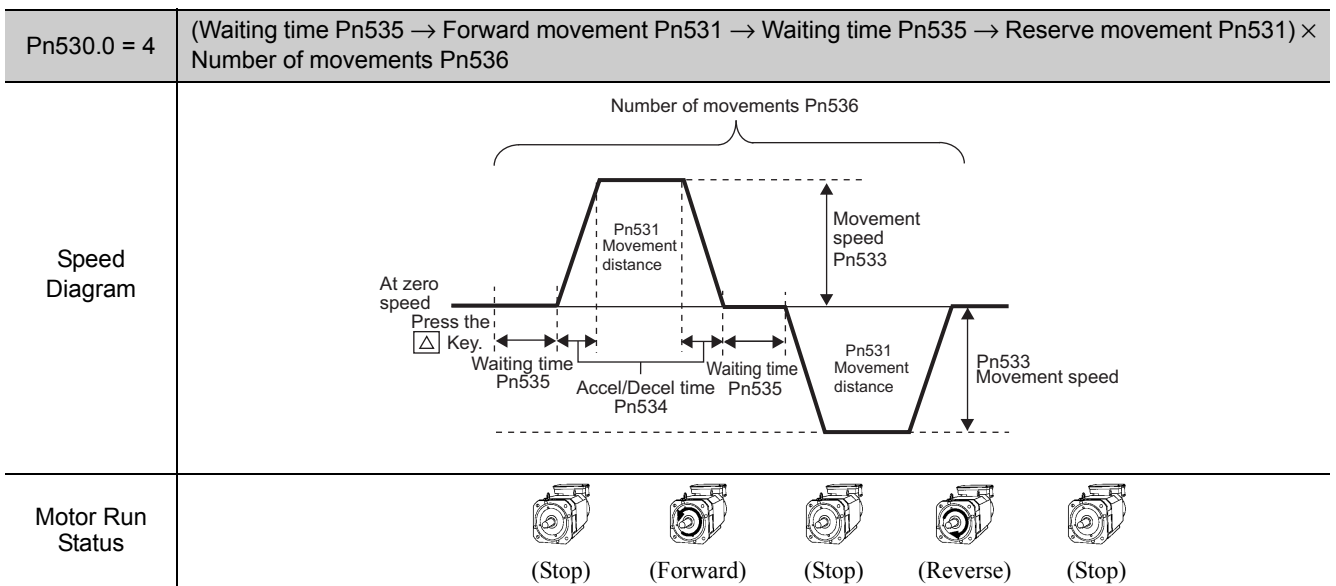 Pn530.0 = 4
(Waiting time Pn535 → Forward movement Pn531 → Waiting time Pn535 → Reserve movement Pn531) ×
Number of movements Pn536
Speed
Diagram
Number of movements Pn536
Pn531
Movement
distance
Movement
speed
Pn533
At zero
speed
Press the
△ Key.
Waiting time
Pn535
Accel/Decel time
Pn534
Waiting time
Pn535
Pn531
Movement
distance
Pn533
Movement speed
Motor Run
Status
(Stop)
(Forward)
(Stop)
(Reverse)
(Stop)